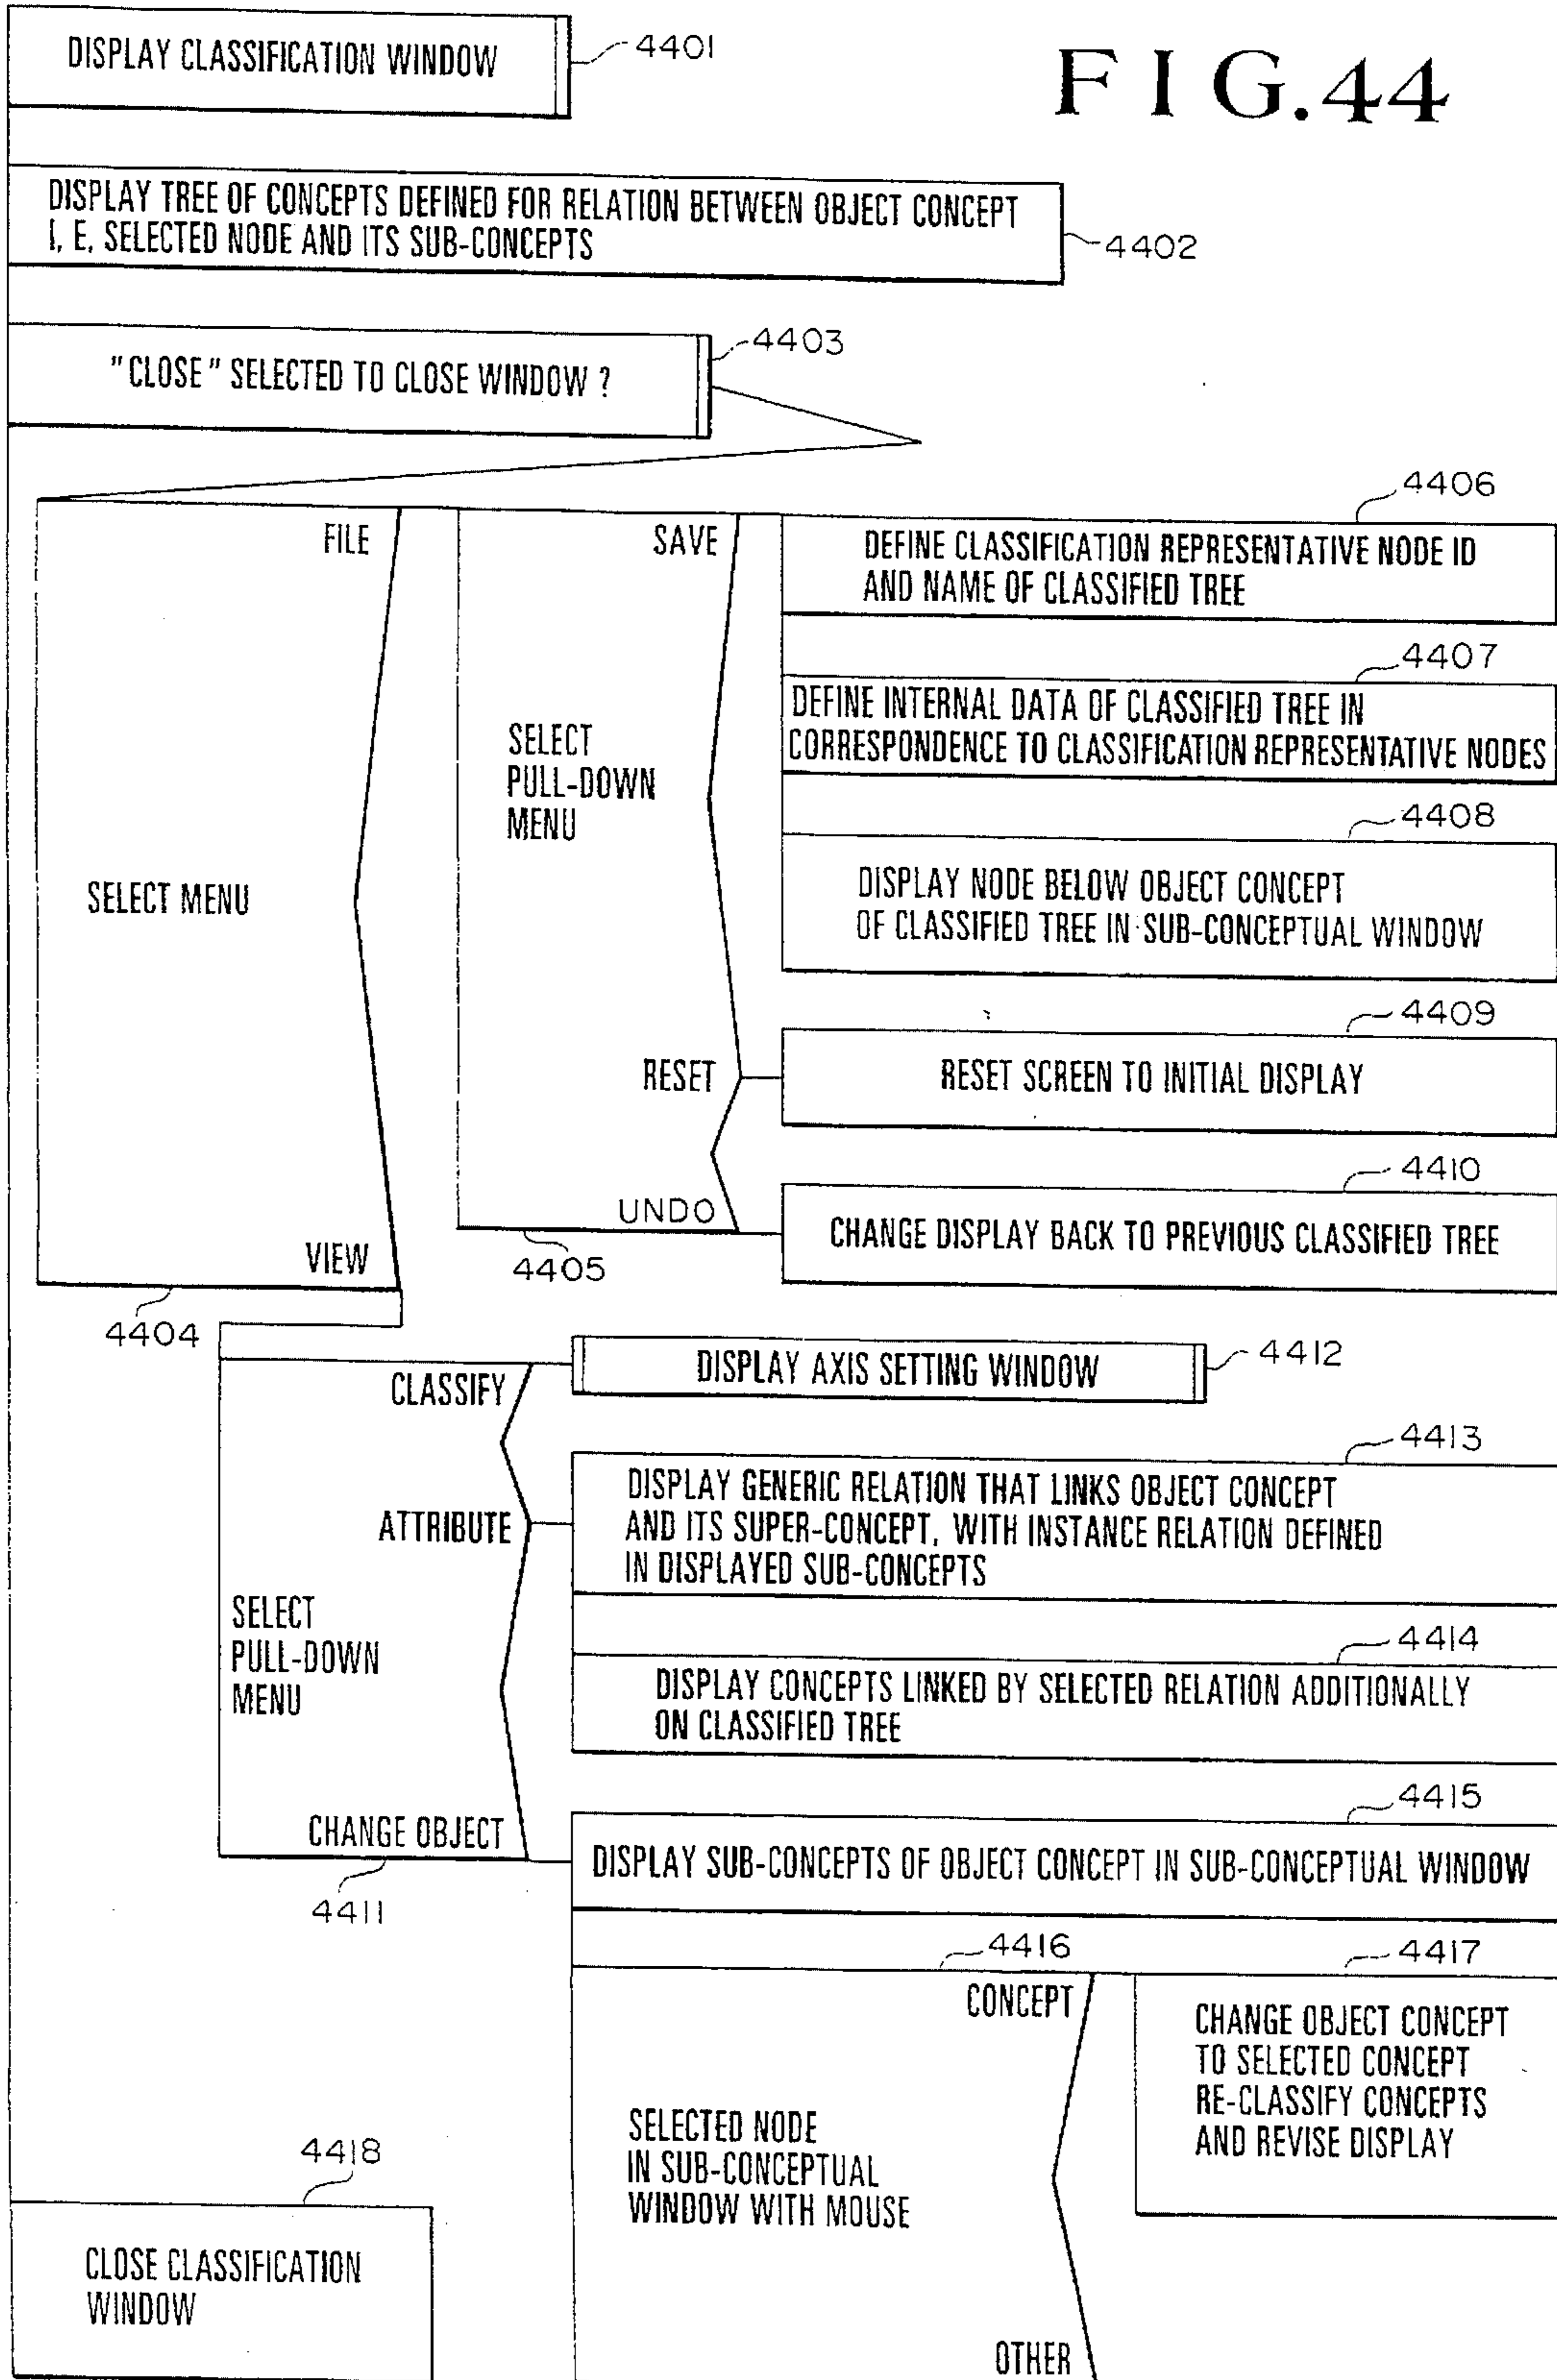 DISPLAY CLASSIFICATION WINDOW
4401
FIG.44
DISPLAY TREE OF CONCEPTS DEFINED FOR RELATION BETWEEN OBJECT CONCEPT
I, E, SELECTED NODE AND ITS SUB-CONCEPTS
4402
"CLOSE" SELECTED TO CLOSE WINDOW ?
4403
SELECT MENU
FILE
VIEW
4404
SELECT
PULL-DOWN
MENU
SAVE
RESET
UNDO
4405
4406
DEFINE CLASSIFICATION REPRESENTATIVE NODE ID
AND NAME OF CLASSIFIED TREE
4407
DEFINE INTERNAL DATA OF CLASSIFIED TREE IN
CORRESPONDENCE TO CLASSIFICATION REPRESENTATIVE NODES
4408
DISPLAY NODE BELOW OBJECT CONCEPT
OF CLASSIFIED TREE IN SUB-CONCEPTUAL WINDOW
4409
RESET SCREEN TO INITIAL DISPLAY
4410
CHANGE DISPLAY BACK TO PREVIOUS CLASSIFIED TREE
SELECT
PULL-DOWN
MENU
CLASSIFY
ATTRIBUTE
CHANGE OBJECT
4411
DISPLAY AXIS SETTING WINDOW
4412
4413
DISPLAY GENERIC RELATION THAT LINKS OBJECT CONCEPT
AND ITS SUPER-CONCEPT, WITH INSTANCE RELATION DEFINED
IN DISPLAYED SUB-CONCEPTS
4414
DISPLAY CONCEPTS LINKED BY SELECTED RELATION ADDITIONALLY
ON CLASSIFIED TREE
4415
DISPLAY SUB-CONCEPTS OF OBJECT CONCEPT IN SUB-CONCEPTUAL WINDOW
4416
CONCEPT
SELECTED NODE
IN SUB-CONCEPTUAL
WINDOW WITH MOUSE
OTHER
4417
CHANGE OBJECT CONCEPT
TO SELECTED CONCEPT
RE-CLASSIFY CONCEPTS
AND REVISE DISPLAY
4418
CLOSE CLASSIFICATION
WINDOW